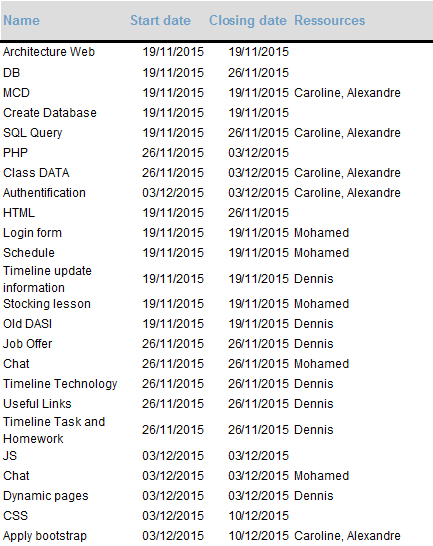 Name Start date Closing date Ressources
Architecture Web 19/11/2015 19/11/2015
DB 19/11/2015 26/11/2015
MCD 19/11/2015 19/11/2015 Caroline, Alexandre
Create Database 19/11/2015 19/11/2015
SQL Query 19/11/2015 26/11/2015 Caroline, Alexandre
PHP 26/11/2015 03/12/2015
Class DATA 26/11/2015 03/12/2015 Caroline, Alexandre
Authentification 03/12/2015 03/12/2015 Caroline, Alexandre
HTML 19/11/2015 26/11/2015
Login form 19/11/2015 19/11/2015 Mohamed
Schedule 19/11/2015 19/11/2015 Mohamed
Timeline update
information 19/11/2015 19/11/2015 Dennis
Stocking lesson 19/11/2015 19/11/2015 Mohamed
Old DASI 19/11/2015 19/11/2015 Dennis
Job Offer 26/11/2015 26/11/2015 Dennis
Chat 26/11/2015 26/11/2015 Mohamed
Timeline Technology 26/11/2015 26/11/2015 Dennis
Useful Links 26/11/2015 26/11/2015 Dennis
Timeline Task and
Homework 26/11/2015 26/11/2015 Dennis
JS 03/12/2015 03/12/2015
Chat 03/12/2015 03/12/2015 Mohamed
Dynamic pages 03/12/2015 03/12/2015 Dennis
CSS 03/12/2015 10/12/2015
Apply bootstrap 03/12/2015 10/12/2015 Caroline, Alexandre